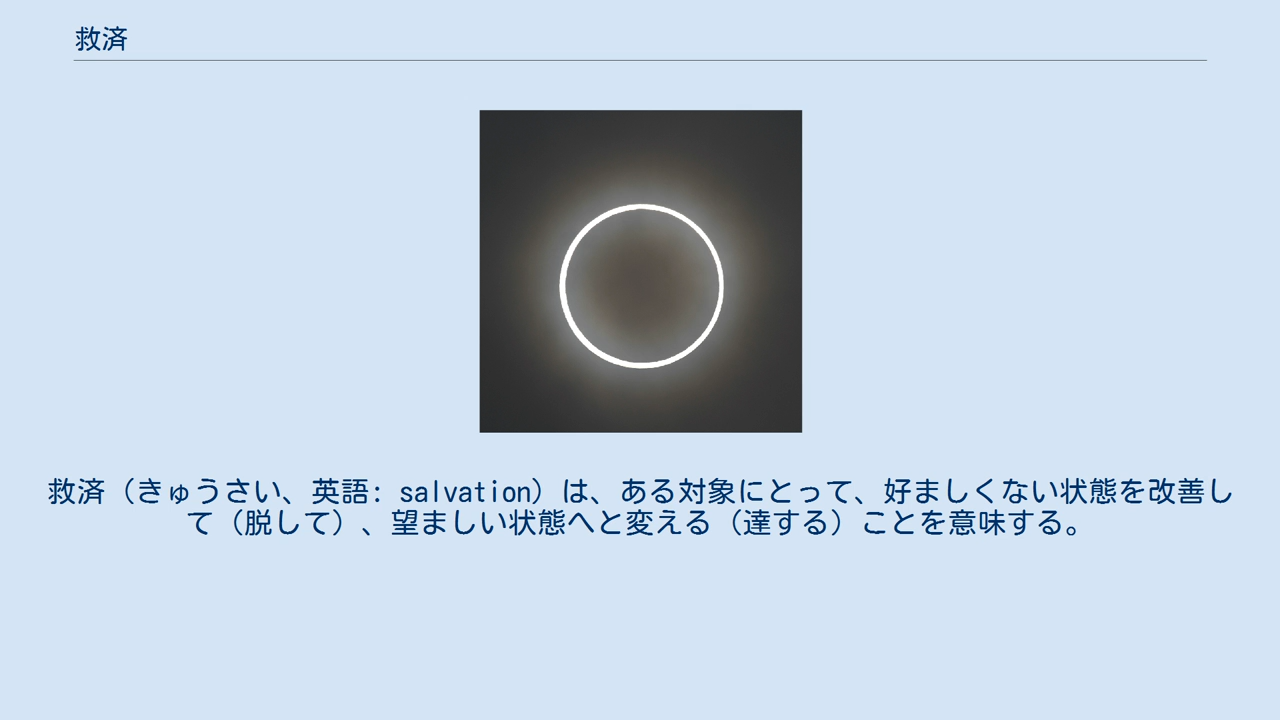 救済
救済（きゅうさい、英語: salvation）は、ある対象にとって、好ましくない状態を改善し
て（脱して）、望ましい状態へと変える（達する）ことを意味する。